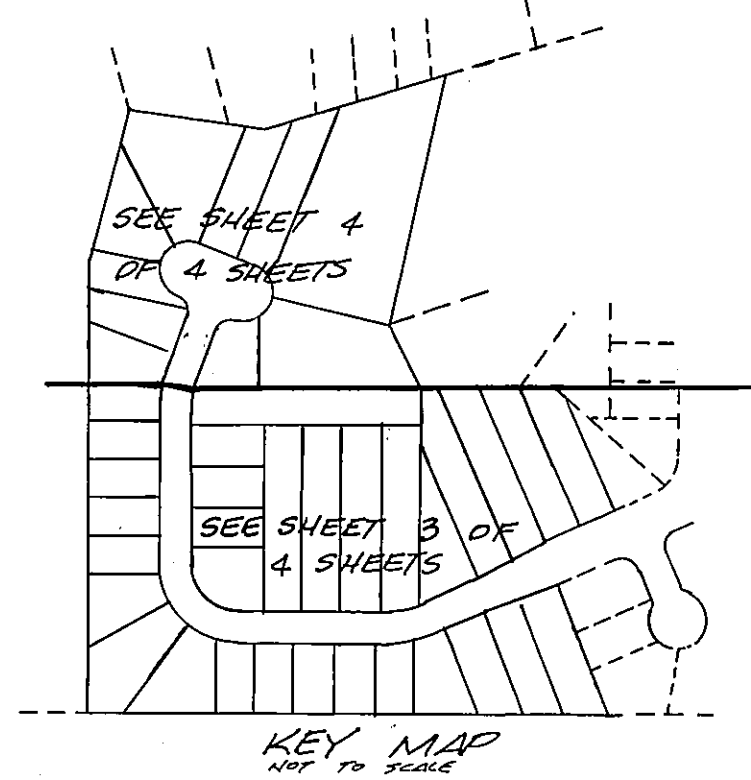 SEE SHEET 4
OF 4 SHEETS
SEE SHEET 3 OF
4 SHEETS
KEY MAP
NOT TO SCALE